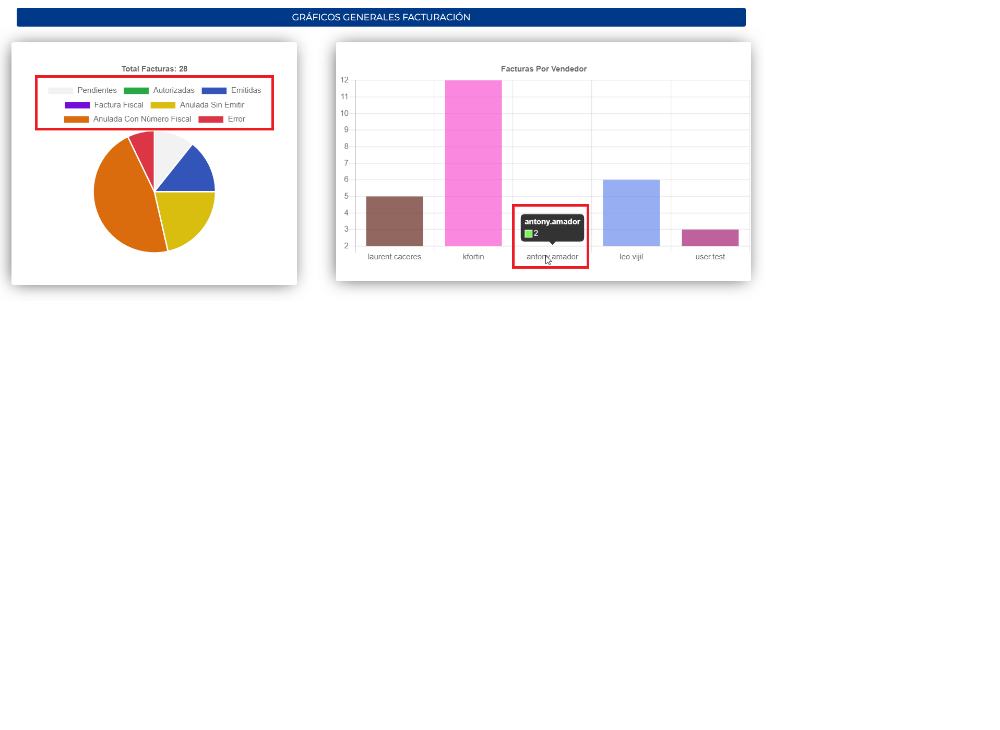 GRÁFICOS GENERALES FACTURACIÓN
Total Facturas: 28
Pendientes Autorizadas Emitidas
Factura Fiscal Anulada Sin Emitir
Anulada Con Número Fiscal Error
Facturas Por Vendedor
12
11
10
9
8
7
6
5
4
3
2
antony.amador
2
laurent.caceres kfortin antony.amador leo.vijil user.test